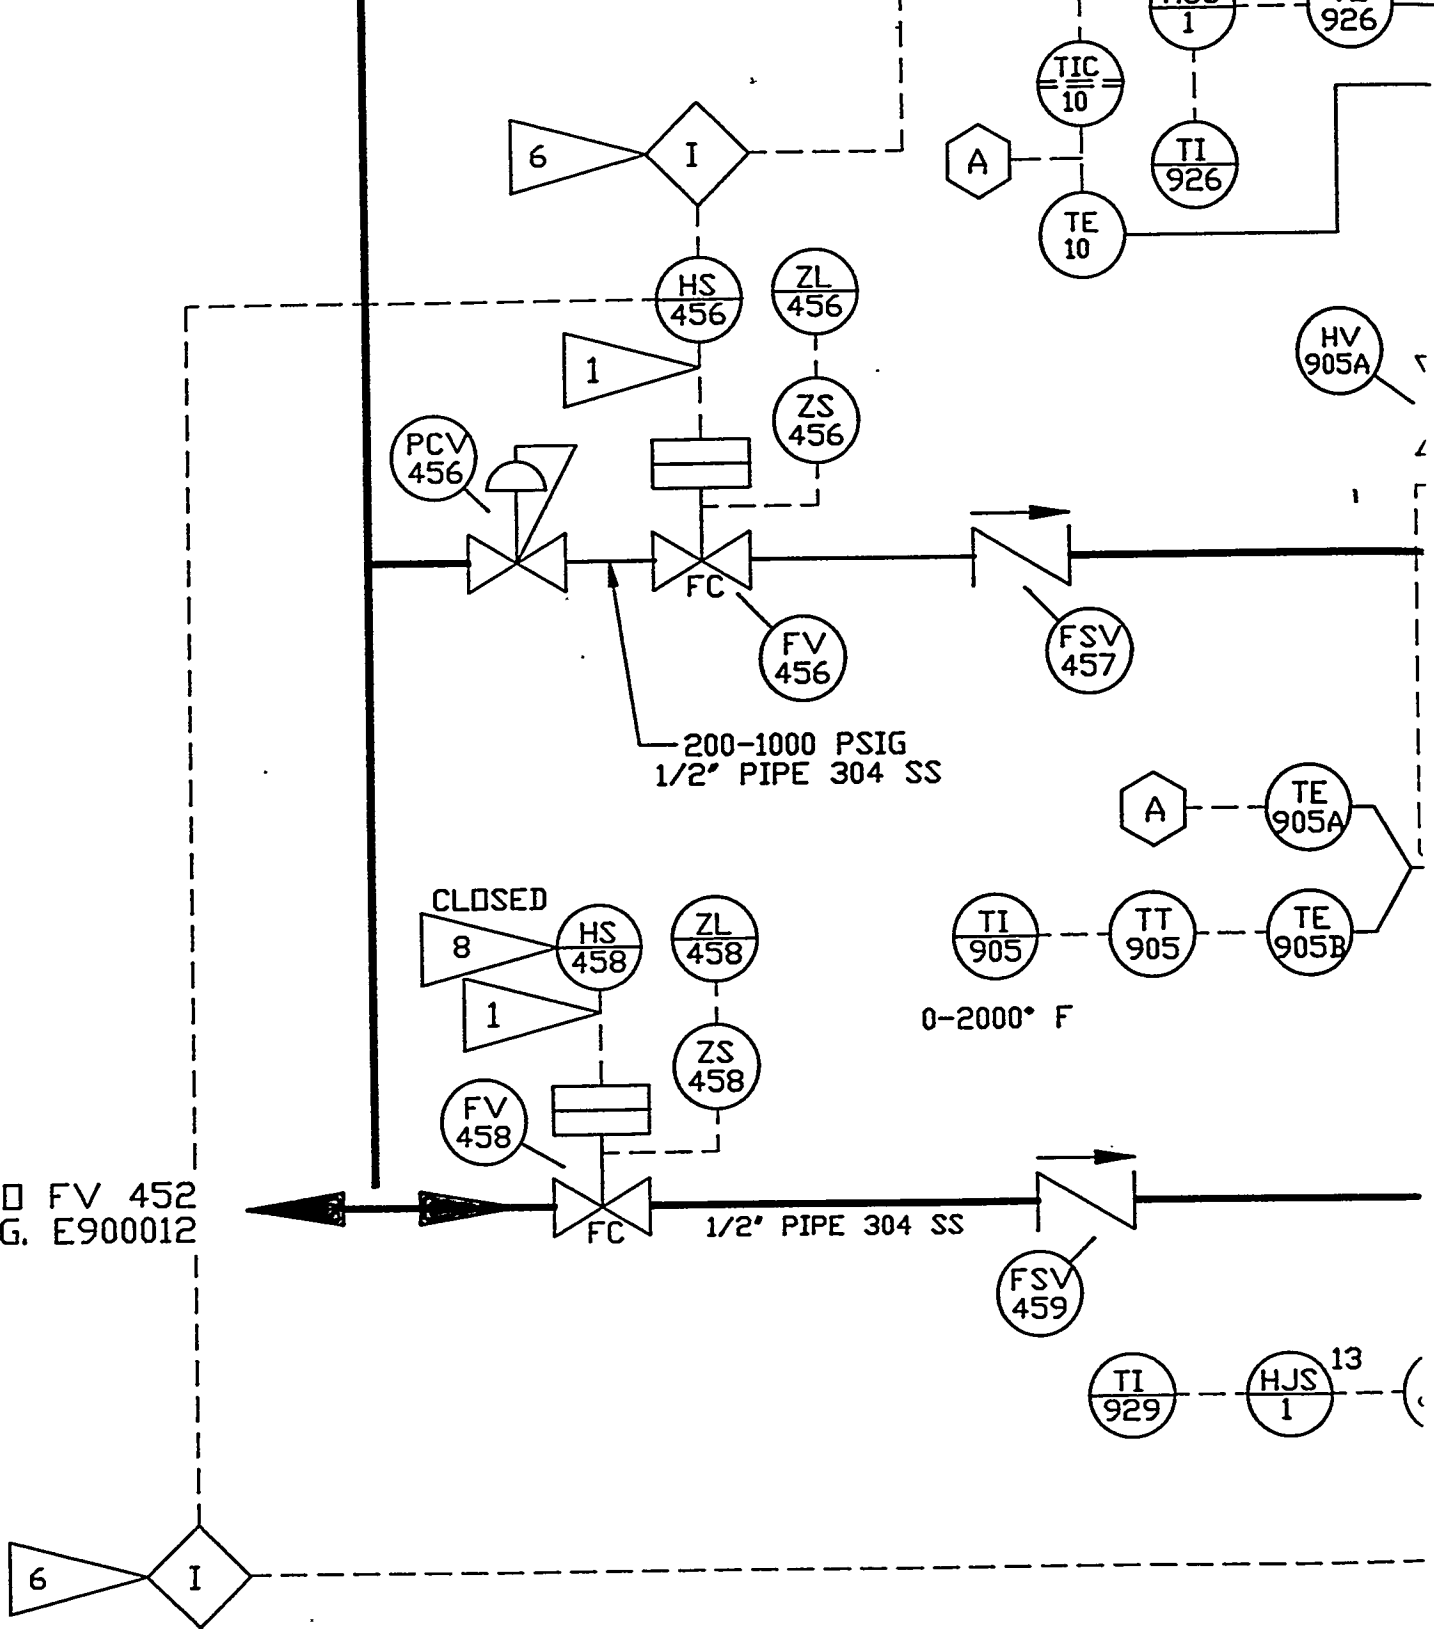 1
926
TIC
10
6
I
A
TI
926
TE
10
HS
456
ZL
456
HV
905A
1
ZS
456
PCV
456
FC
FV
456
FSV
457
200-1000 PSIG
1/2" PIPE 304 SS
A
TE
905A
CLOSED
8
HS
458
ZL
458
TI
905
TT
905
TE
905B
1
0-2000° F
ZS
458
FV
458
FV 452
G. E900012
FC
1/2" PIPE 304 SS
FSV
459
TI
929
HJS
1
13
6
I